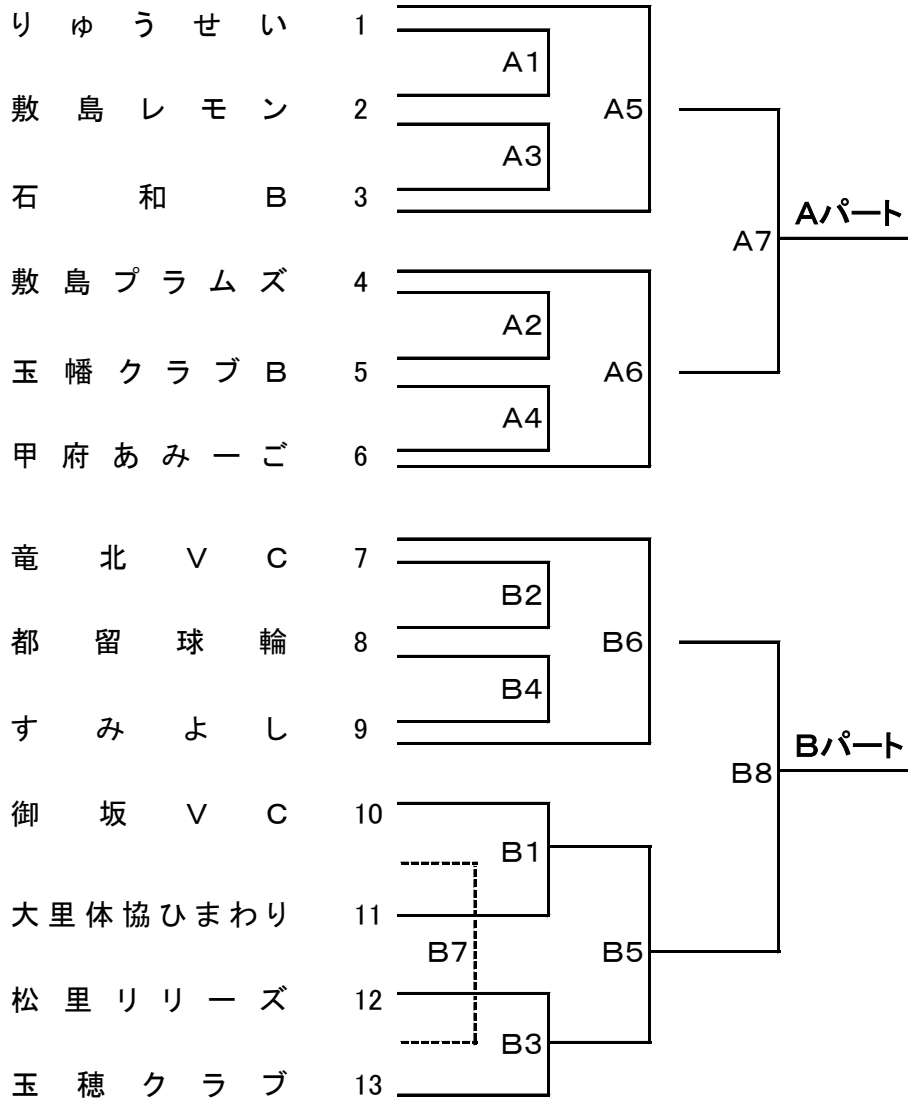 りゅうせい 1
A1
敷島レモン 2 A5
A3
石和B 3
Aパート
A7
敷島プラムズ 4
A2
玉幡クラブB 5 A6
A4
甲府あみーご 6
竜北VC 7
B2
都留球輪 8 B6
B4
すみよし 9
Bパート
B8
御坂VC 10
B1
大里体協ひまわり 11
B7 B5
松里リリーズ 12
B3
玉穂クラブ 13